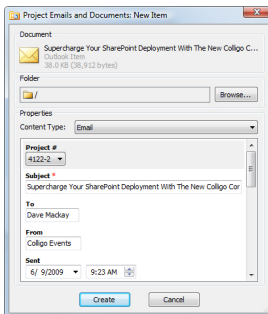 Project Emails and Documents: New Item
Document
Supercharge Your SharePoint Deployment With The New Colligo C...
Outlook Item
38.0 KB (38,912 bytes)
Folder
/
Browse...
Properties
Content Type: Email
Project #
4122-2
Subject *
Supercharge Your SharePoint Deployment With The New Colligo Cor
To
Dave Mackay
From
Colligo Events
Sent
6/ 9/2009 9:23 AM
Create Cancel